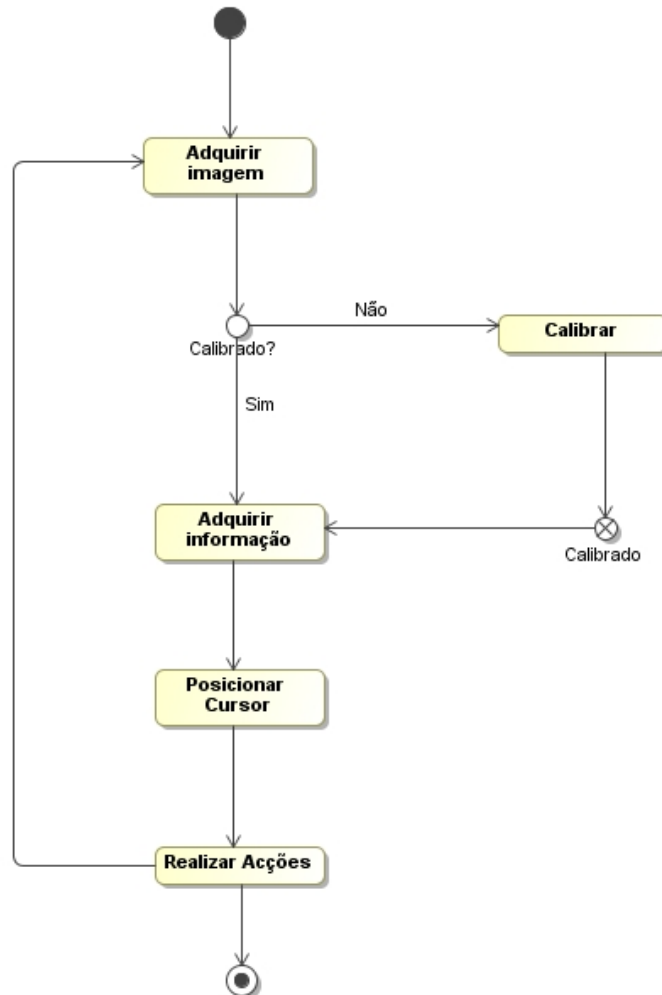 Adquirir
imagem
Não
Calibrar
Calibrado?
Sim
Adquirir
informação
Calibrado
Posicionar
Cursor
Realizar Acções